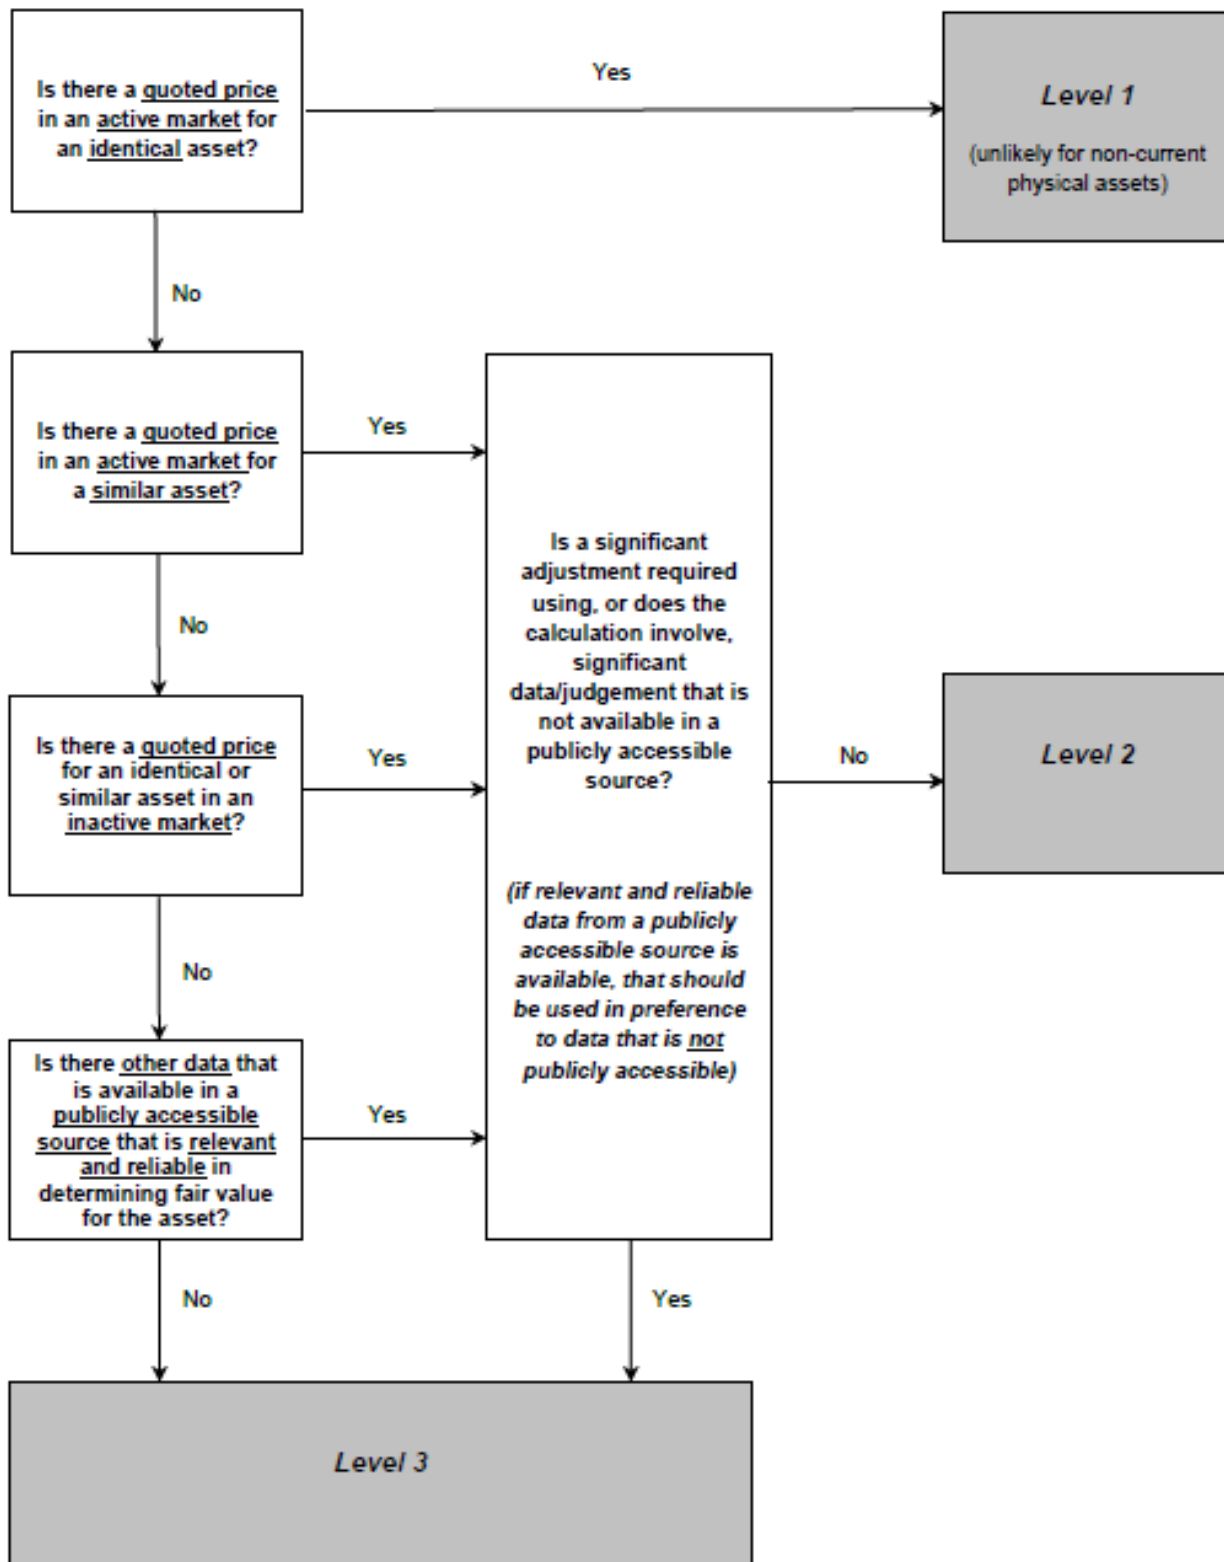 Is there a quoted price
in an active market for
an identical asset?
Yes
Level 1
(unlikely for non-current
physical assets)
No
Is there a quoted price
in an active market for
a similar asset?
Yes
No
Is there a quoted price
for an identical or
similar asset in an
inactive market?
Yes
Is a significant
adjustment required
using, or does the
calculation involve,
significant
data/judgement that is
not available in a
publicly accessible
source?
(if relevant and reliable
data from a publicly
accessible source is
available, that should
be used in preference
to data that is not
publicly accessible)
No
Level 2
No
Is there other data that
is available in a
publicly accessible
source that is relevant
and reliable in
determining fair value
for the asset?
Yes
No
Yes
Level 3